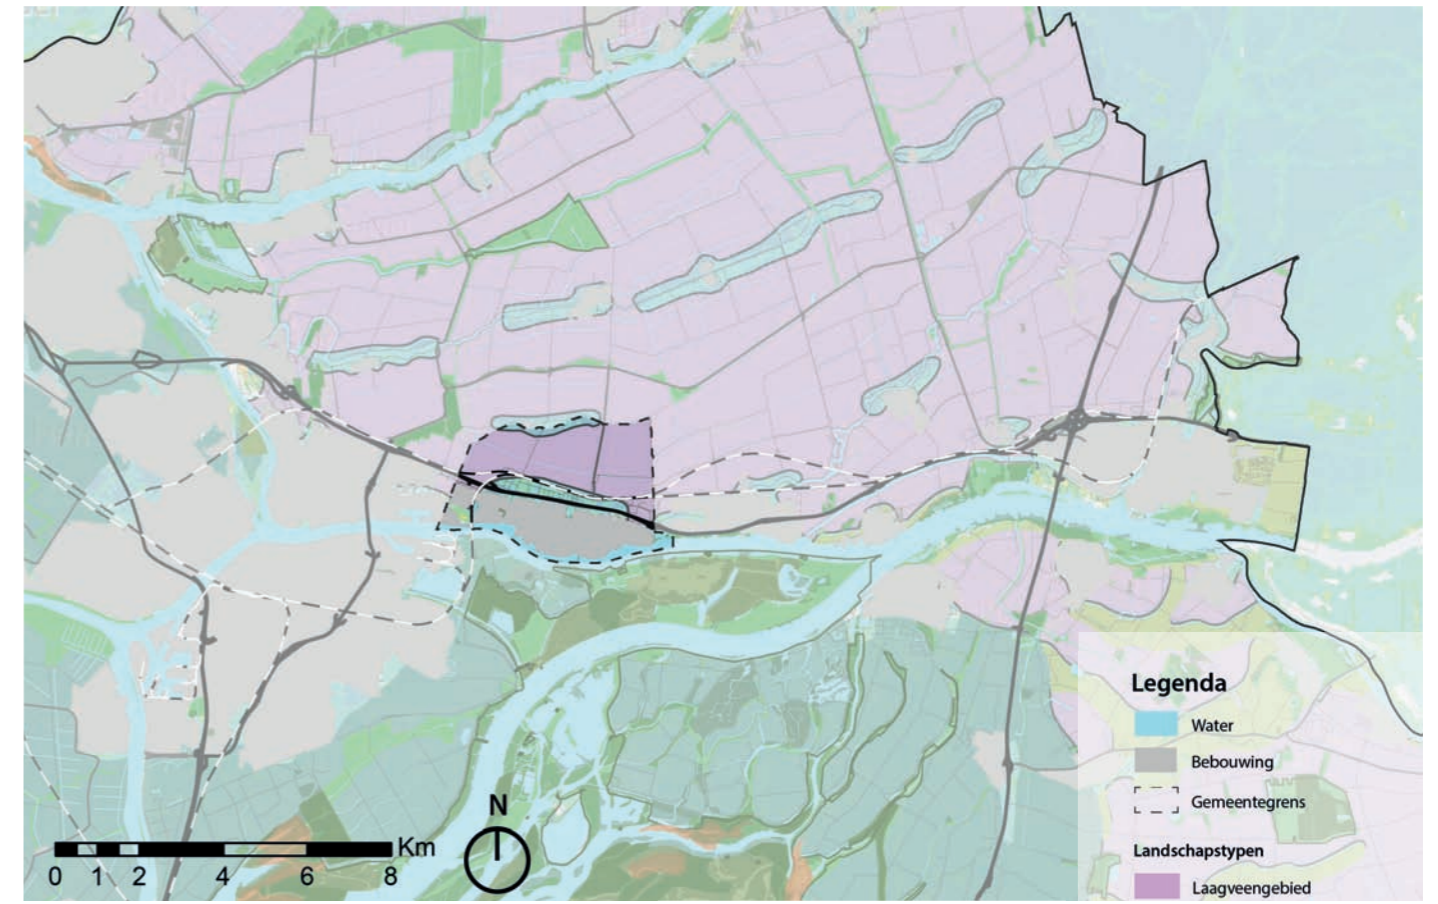 Legenda
Water
Bebouwing
Gemeentegrens
Landschapstypen
Laagveengebied
N
Km
0 1 2 4 6 8